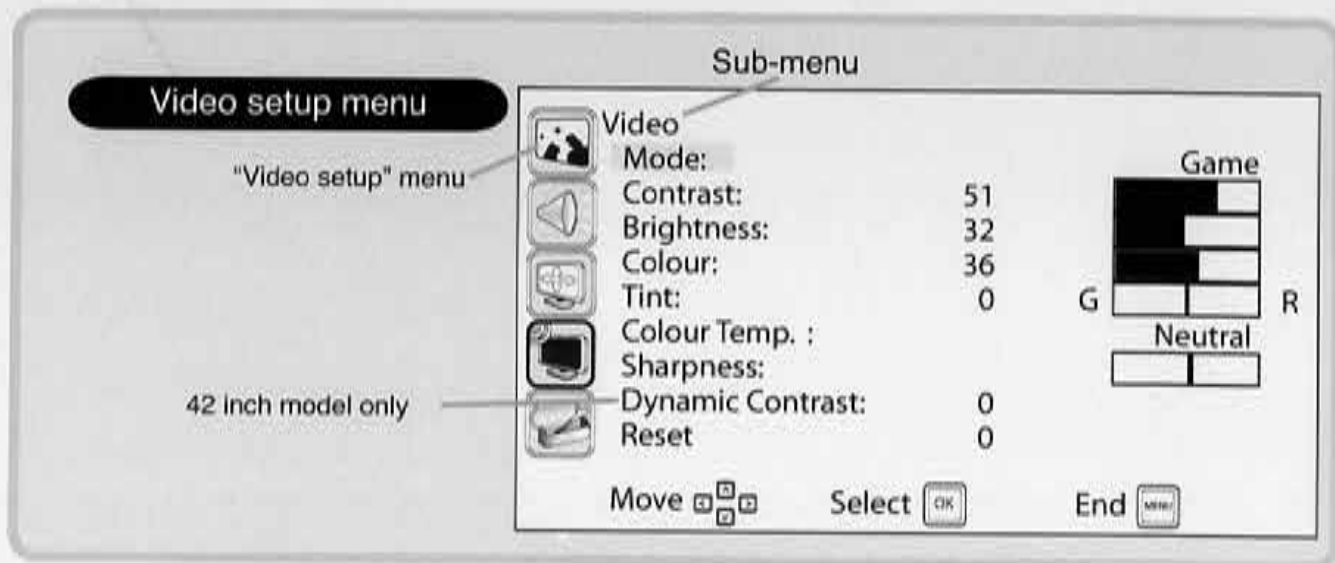 Sub-menu
Video setup menu
"Video setup" menu
Video
Mode: Game
Contrast: 51
Brightness: 32
Colour: 36
Tint: 0 G R
Colour Temp. : Neutral
Sharpness:
42 inch model only
Dynamic Contrast: 0
Reset 0
Move Select OK End MENU